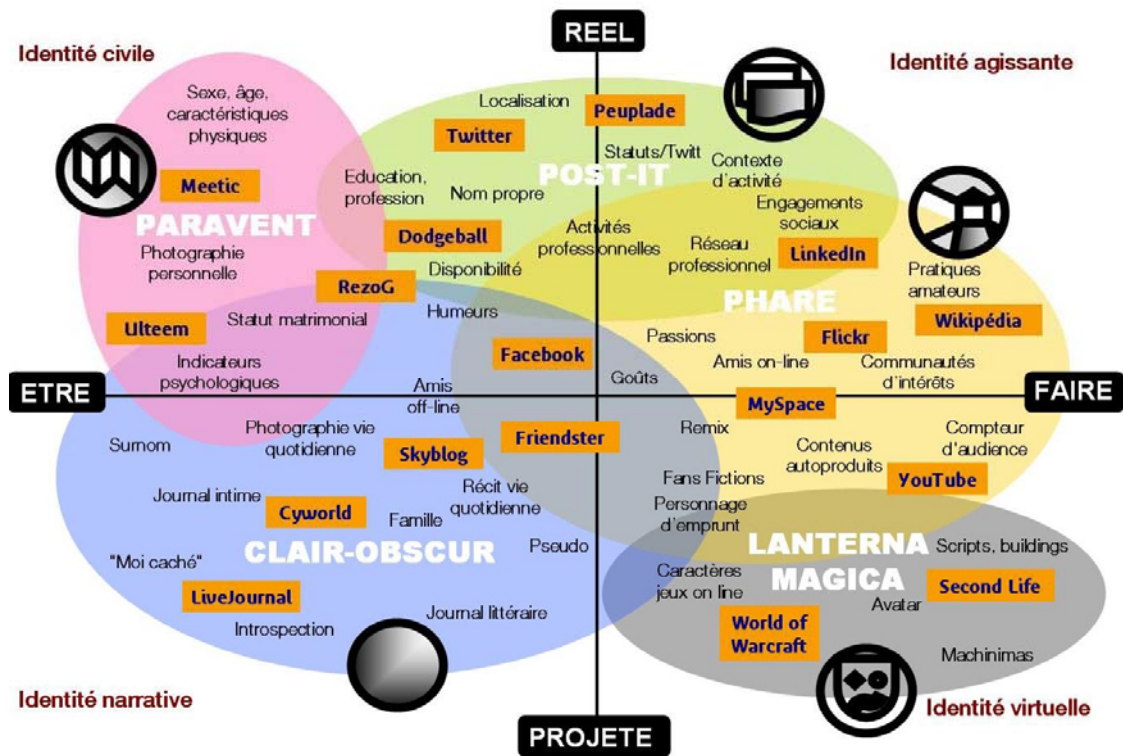 REEL
Identité civile
Identité agissante
Sexe, âge,
caractéristiques
physiques
Localisation
Peuplade
Twitter
Statuts/Twitt
POST-IT
Contexte
d'activité
Meetic
Education,
profession
Nom propre
Engagements
sociaux
PARAVENT
Dodgeball
Activités
professionnelles
Réseau
professionnel
LinkedIn
Photographie
personnelle
Disponibilité
Pratiques
amateurs
RezoG
PHARE
Humeurs
Ulteem
Statut matrimonial
Passions
Flickr
Wikipédia
Facebook
Indicateurs
psychologiques
Goûts
Amis on-line
Communautés
d'intérêts
ETRE
Amis
off-line
MySpace
FAIRE
Surnom
Photographie vie
quotidienne
Skyblog
Friendster
Remix
Contenus
autoproduits
Compteur
d'audience
Journal intime
Récit vie
quotidienne
Fans Fictions
YouTube
Cyworld
Famille
Personnage
d'emprunt
CLAIR-OBSCUR
Pseudo
LANTERNA
MAGICA
Scripts, buildings
"Moi caché"
Caractères
jeux on line
Second Life
LiveJournal
Avatar
Introspection
Journal littéraire
World of
Warcraft
Machinimas
Identité narrative
Identité virtuelle
PROJETE